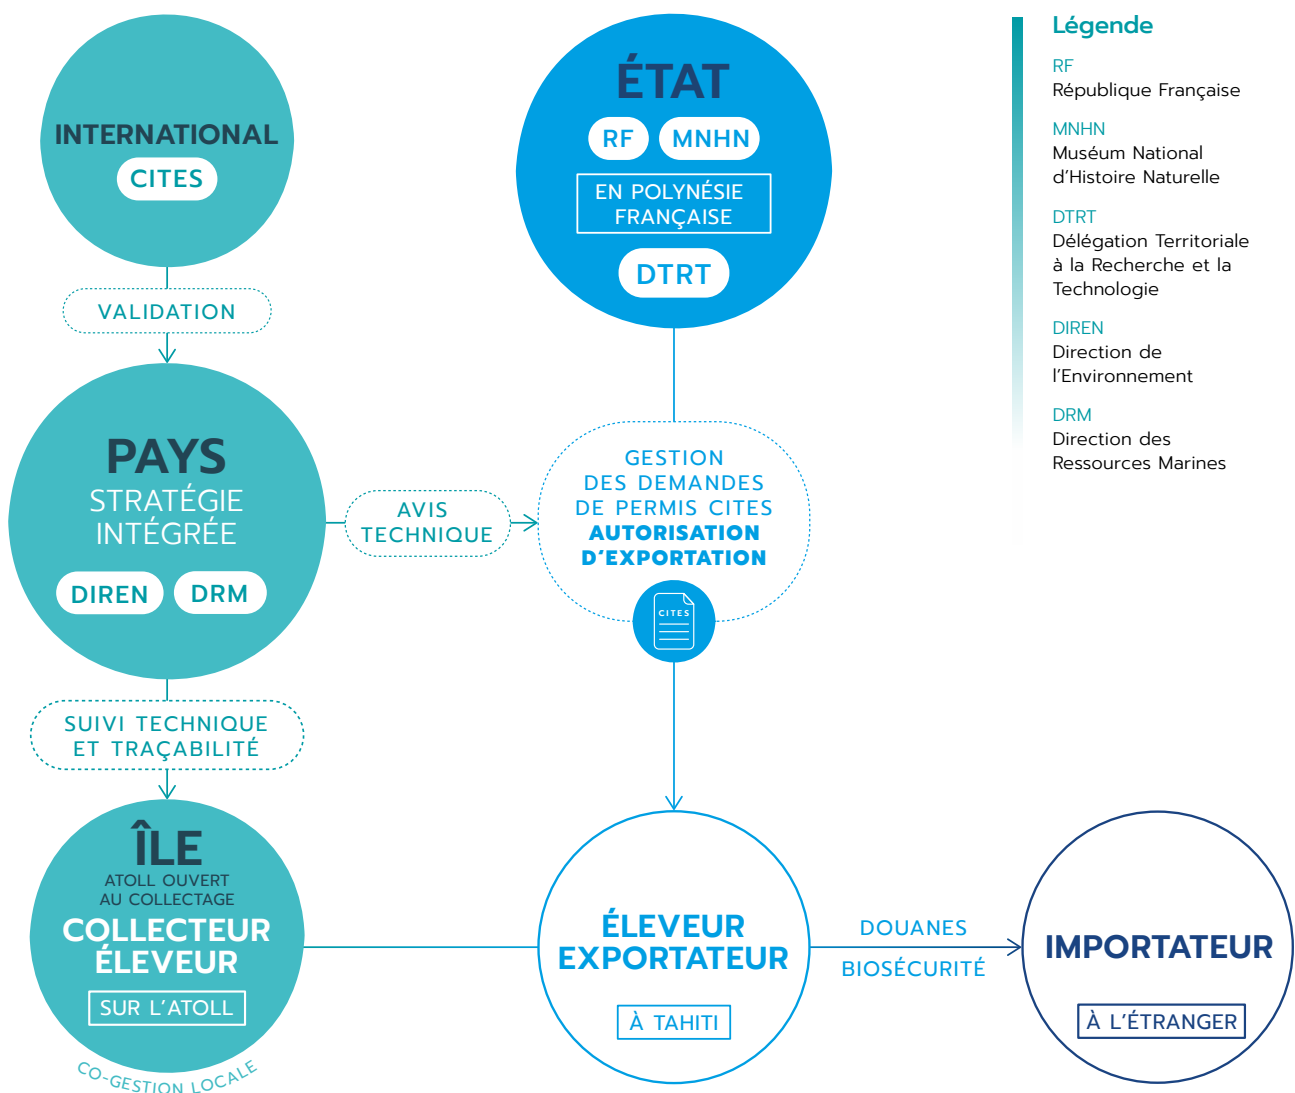 INTERNATIONAL
CITES
VALIDATION
PAYS
STRATÉGIE
INTÉGRÉE
DIREN
DRM
SUIVI TECHNIQUE
ET TRAÇABILITÉ
ÎLE
ATOLL OUVERT
AU COLLECTAGE
COLLECTEUR
ÉLEVEUR
SUR L'ATOLL
CO-GESTION LOCALE
AVIS
TECHNIQUE
ÉTAT
RF
MNHN
EN POLYNÉSIE
FRANÇAISE
DTRT
GESTION
DES DEMANDES
DE PERMIS CITES
AUTORISATION
D'EXPORTATION
CITES
ÉLEVEUR
EXPORTATEUR
À TAHITI
DOUANES
BIOSÉCURITÉ
IMPORTATEUR
À L'ÉTRANGER
Légende
RF
République Française
MNHN
Muséum National
d'Histoire Naturelle
DTRT
Délégation Territoriale
à la Recherche et la
Technologie
DIREN
Direction de
l'Environnement
DRM
Direction des
Ressources Marines